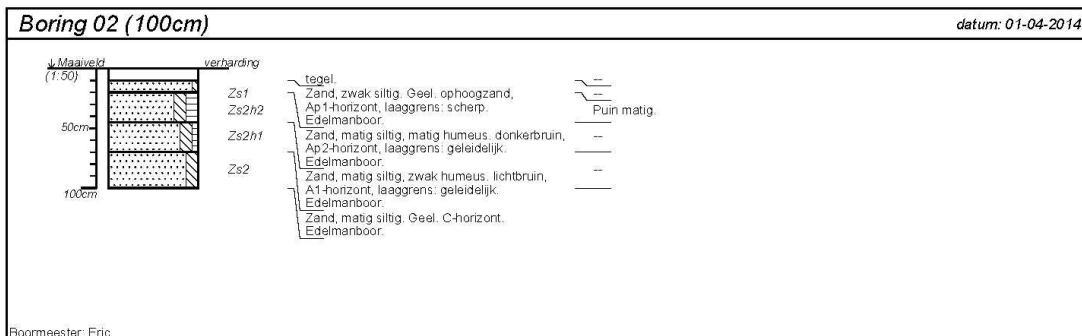 Boring 02 (100cm)
datum: 01-04-2014
↓ Maaiveld
verharding
(1:50)
50cm
100cm
Zs1
Zs2h2
Zs2h1
Zs2
tegel.
Zand, zwak siltig. Geel. ophoogzand,
Ap1-horizont, laaggrens: scherp.
Edelmanboor.
Zand, matig siltig, matig humeus. donkerbruin,
Ap2-horizont, laaggrens: geleidelijk.
Edelmanboor.
Zand, matig siltig, zwak humeus. lichtbruin,
A1-horizont, laaggrens: geleidelijk.
Edelmanboor.
Zand, matig siltig. Geel. C-horizont.
Edelmanboor.
--
--
Puin matig.
--
--
Boormeester: Eric